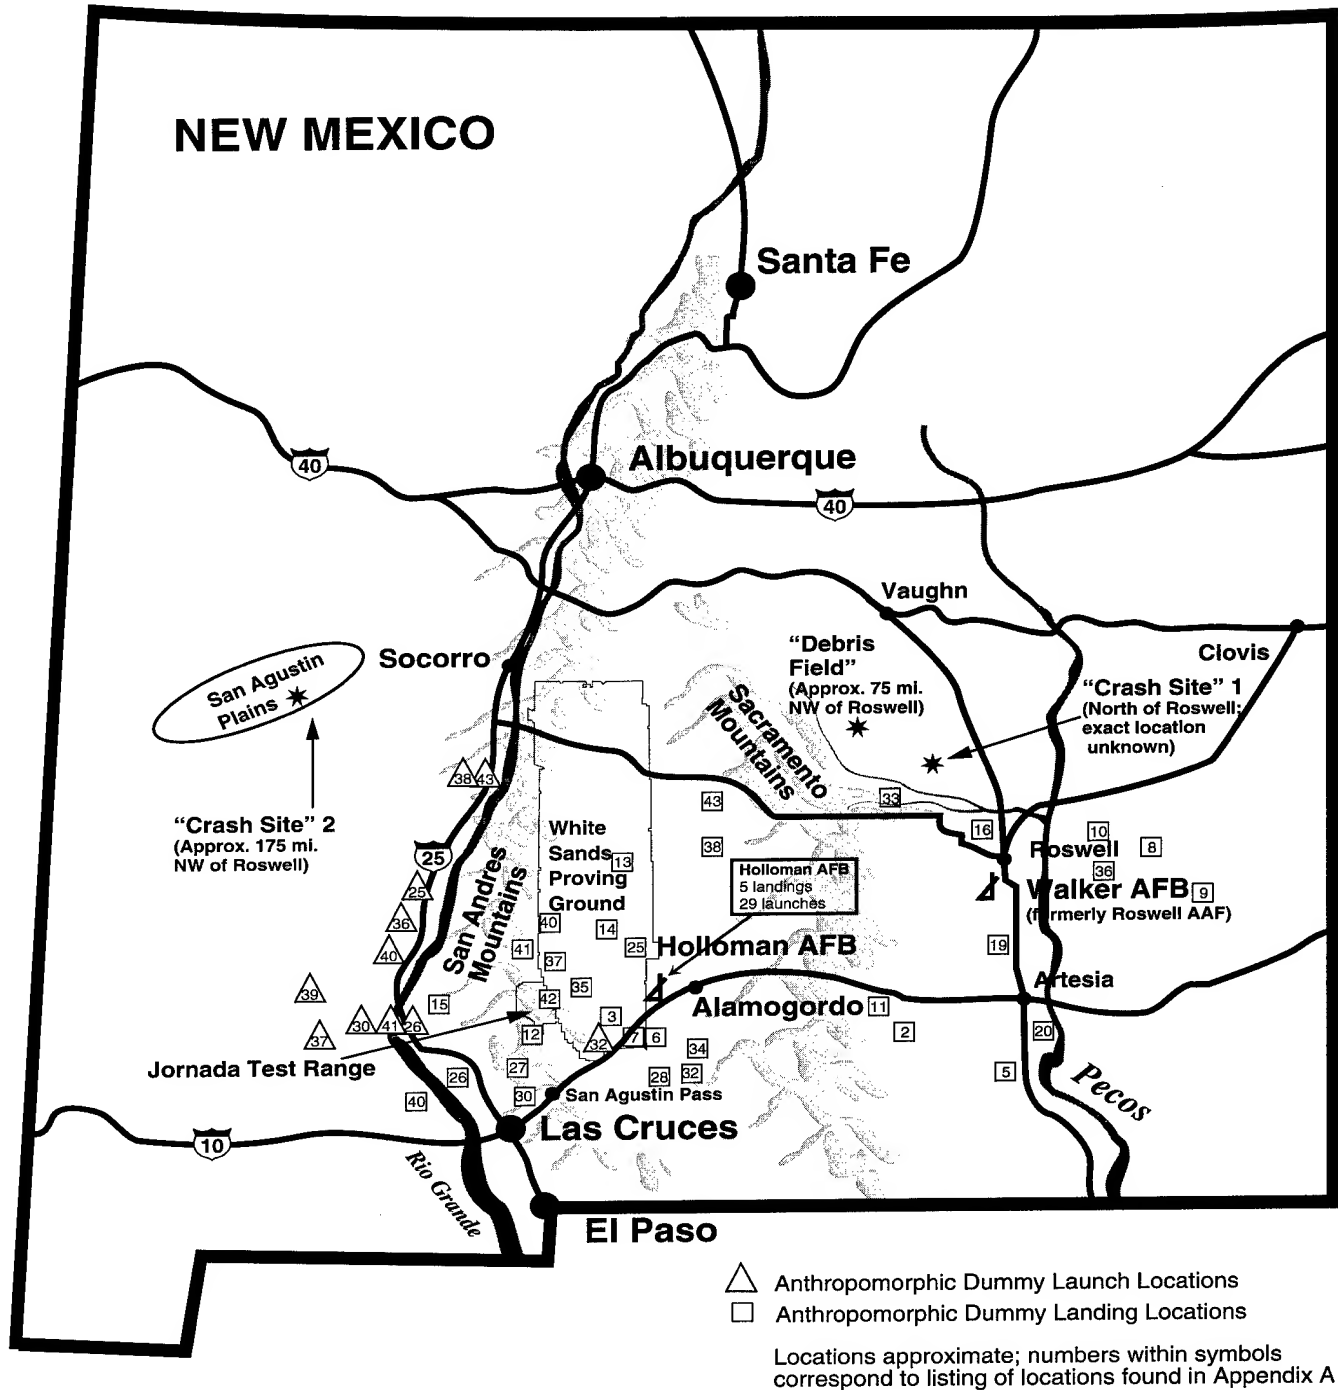 NEW MEXICO
Santa Fe
Albuquerque
40
40
Vaughn
Clovis
"Debris
Field"
(Approx. 75 mi.
NW of Roswell)
"Crash Site" 1
(North of Roswell;
exact location
unknown)
Socorro
San Agustin
Plains
Sacramento
Mountains
38
43
"Crash Site" 2
(Approx. 175 mi.
NW of Roswell)
25
White
Sands
Proving
Ground
13
43
38
33
16
10
8
Roswell
36
Walker AFB
9
(formerly Roswell AAF)
Holloman AFB
5 landings
29 launches
San Andres
Mountains
25
36
40
40
14
41
37
25
Holloman AFB
19
Artesia
39
35
42
15
3
Alamogordo
11
30
41
26
37
12
32
7
6
2
20
34
Jornada Test Range
26
27
28
32
5
40
30
San Agustin Pass
Pecos
Las Cruces
10
Rio Grande
El Paso
Anthropomorphic Dummy Launch Locations
Anthropomorphic Dummy Landing Locations
Locations approximate; numbers within symbols
correspond to listing of locations found in Appendix A